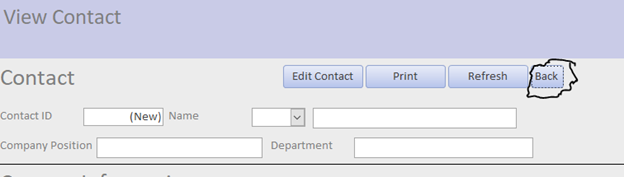 View Contact
Contact Edit Contact Print Refresh Back
Contact ID (New) Name
Company Position Department